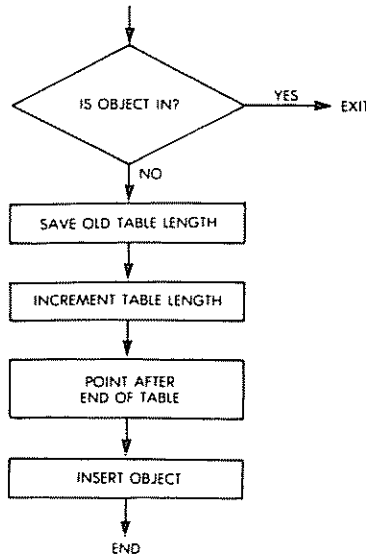 IS OBJECT IN?
YES
EXIT
NO
SAVE OLD TABLE LENGTH
INCREMENT TABLE LENGTH
POINT AFTER
END OF TABLE
INSERT OBJECT
END